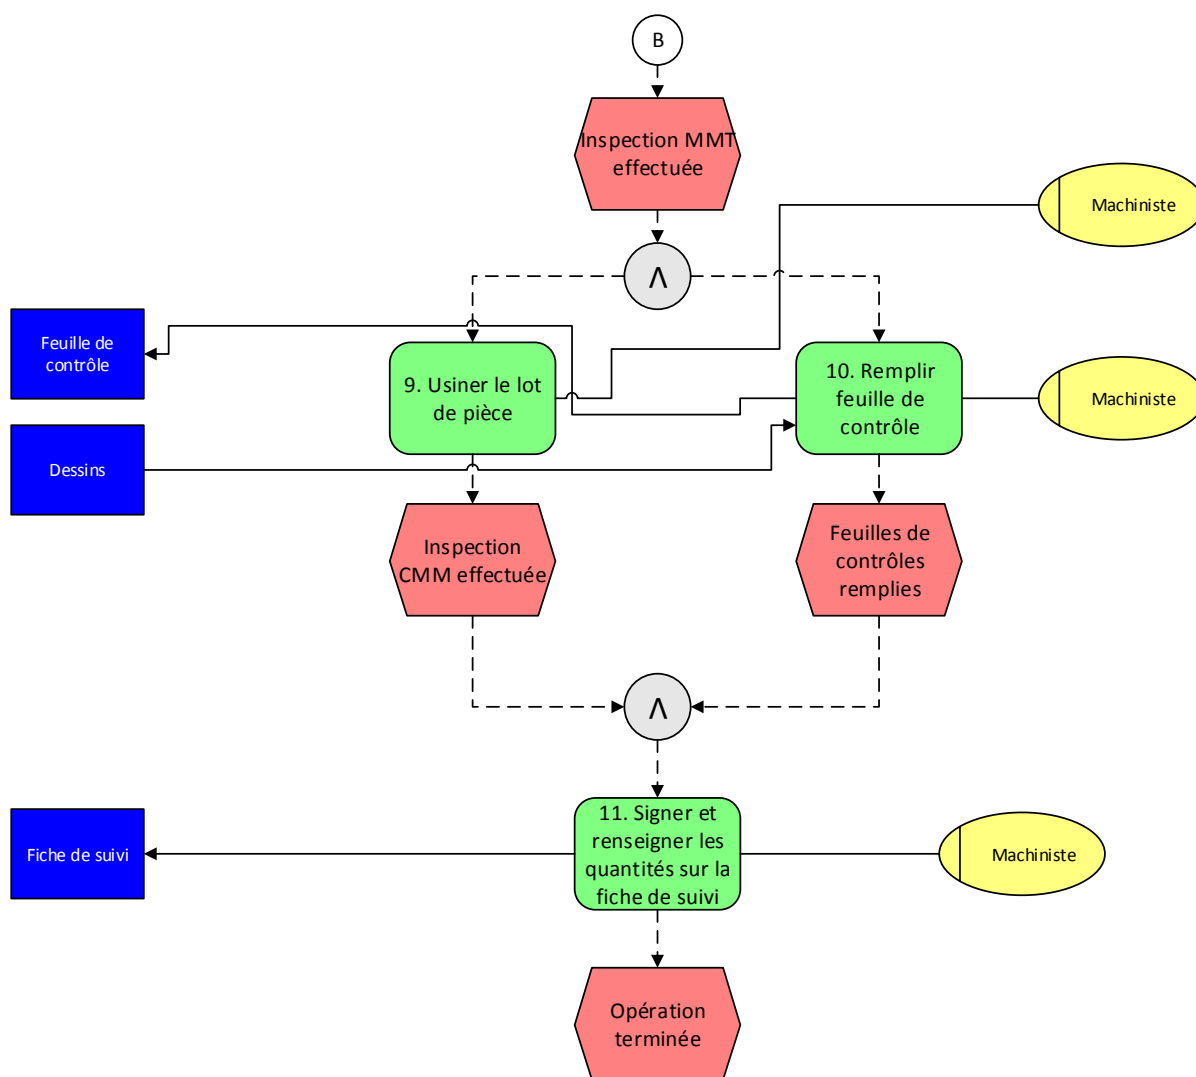 B
Inspection MMT
effectuée
Machiniste
Λ
Feuille de
contrôle
9. Usiner le lot
de pièce
10. Remplir
feuille de
contrôle
Machiniste
Dessins
Inspection
CMM effectuée
Feuilles de
contrôles
remplies
Λ
Fiche de suivi
11. Signer et
renseigner les
quantités sur la
fiche de suivi
Machiniste
Opération
terminée